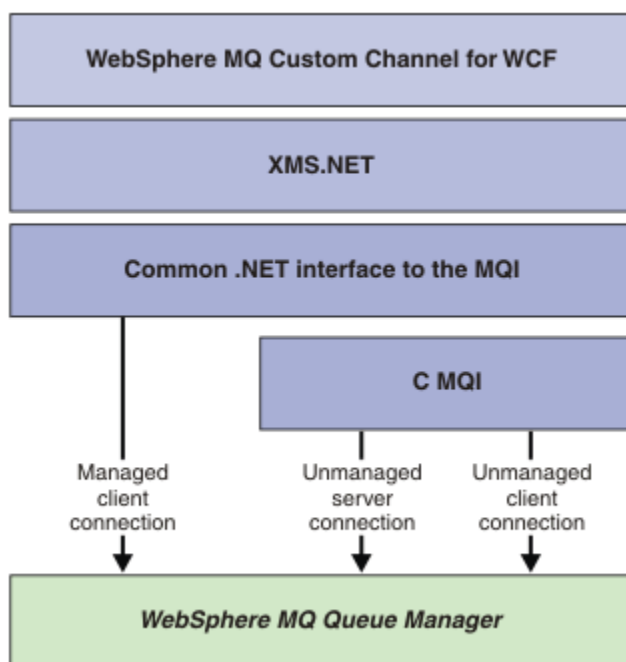 WebSphere MQ Custom Channel for WCF
XMS.NET
Common .NET interface to the MQI
C MQI
Managed
client
connection
Unmanaged
server
connection
Unmanaged
client
connection
WebSphere MQ Queue Manager